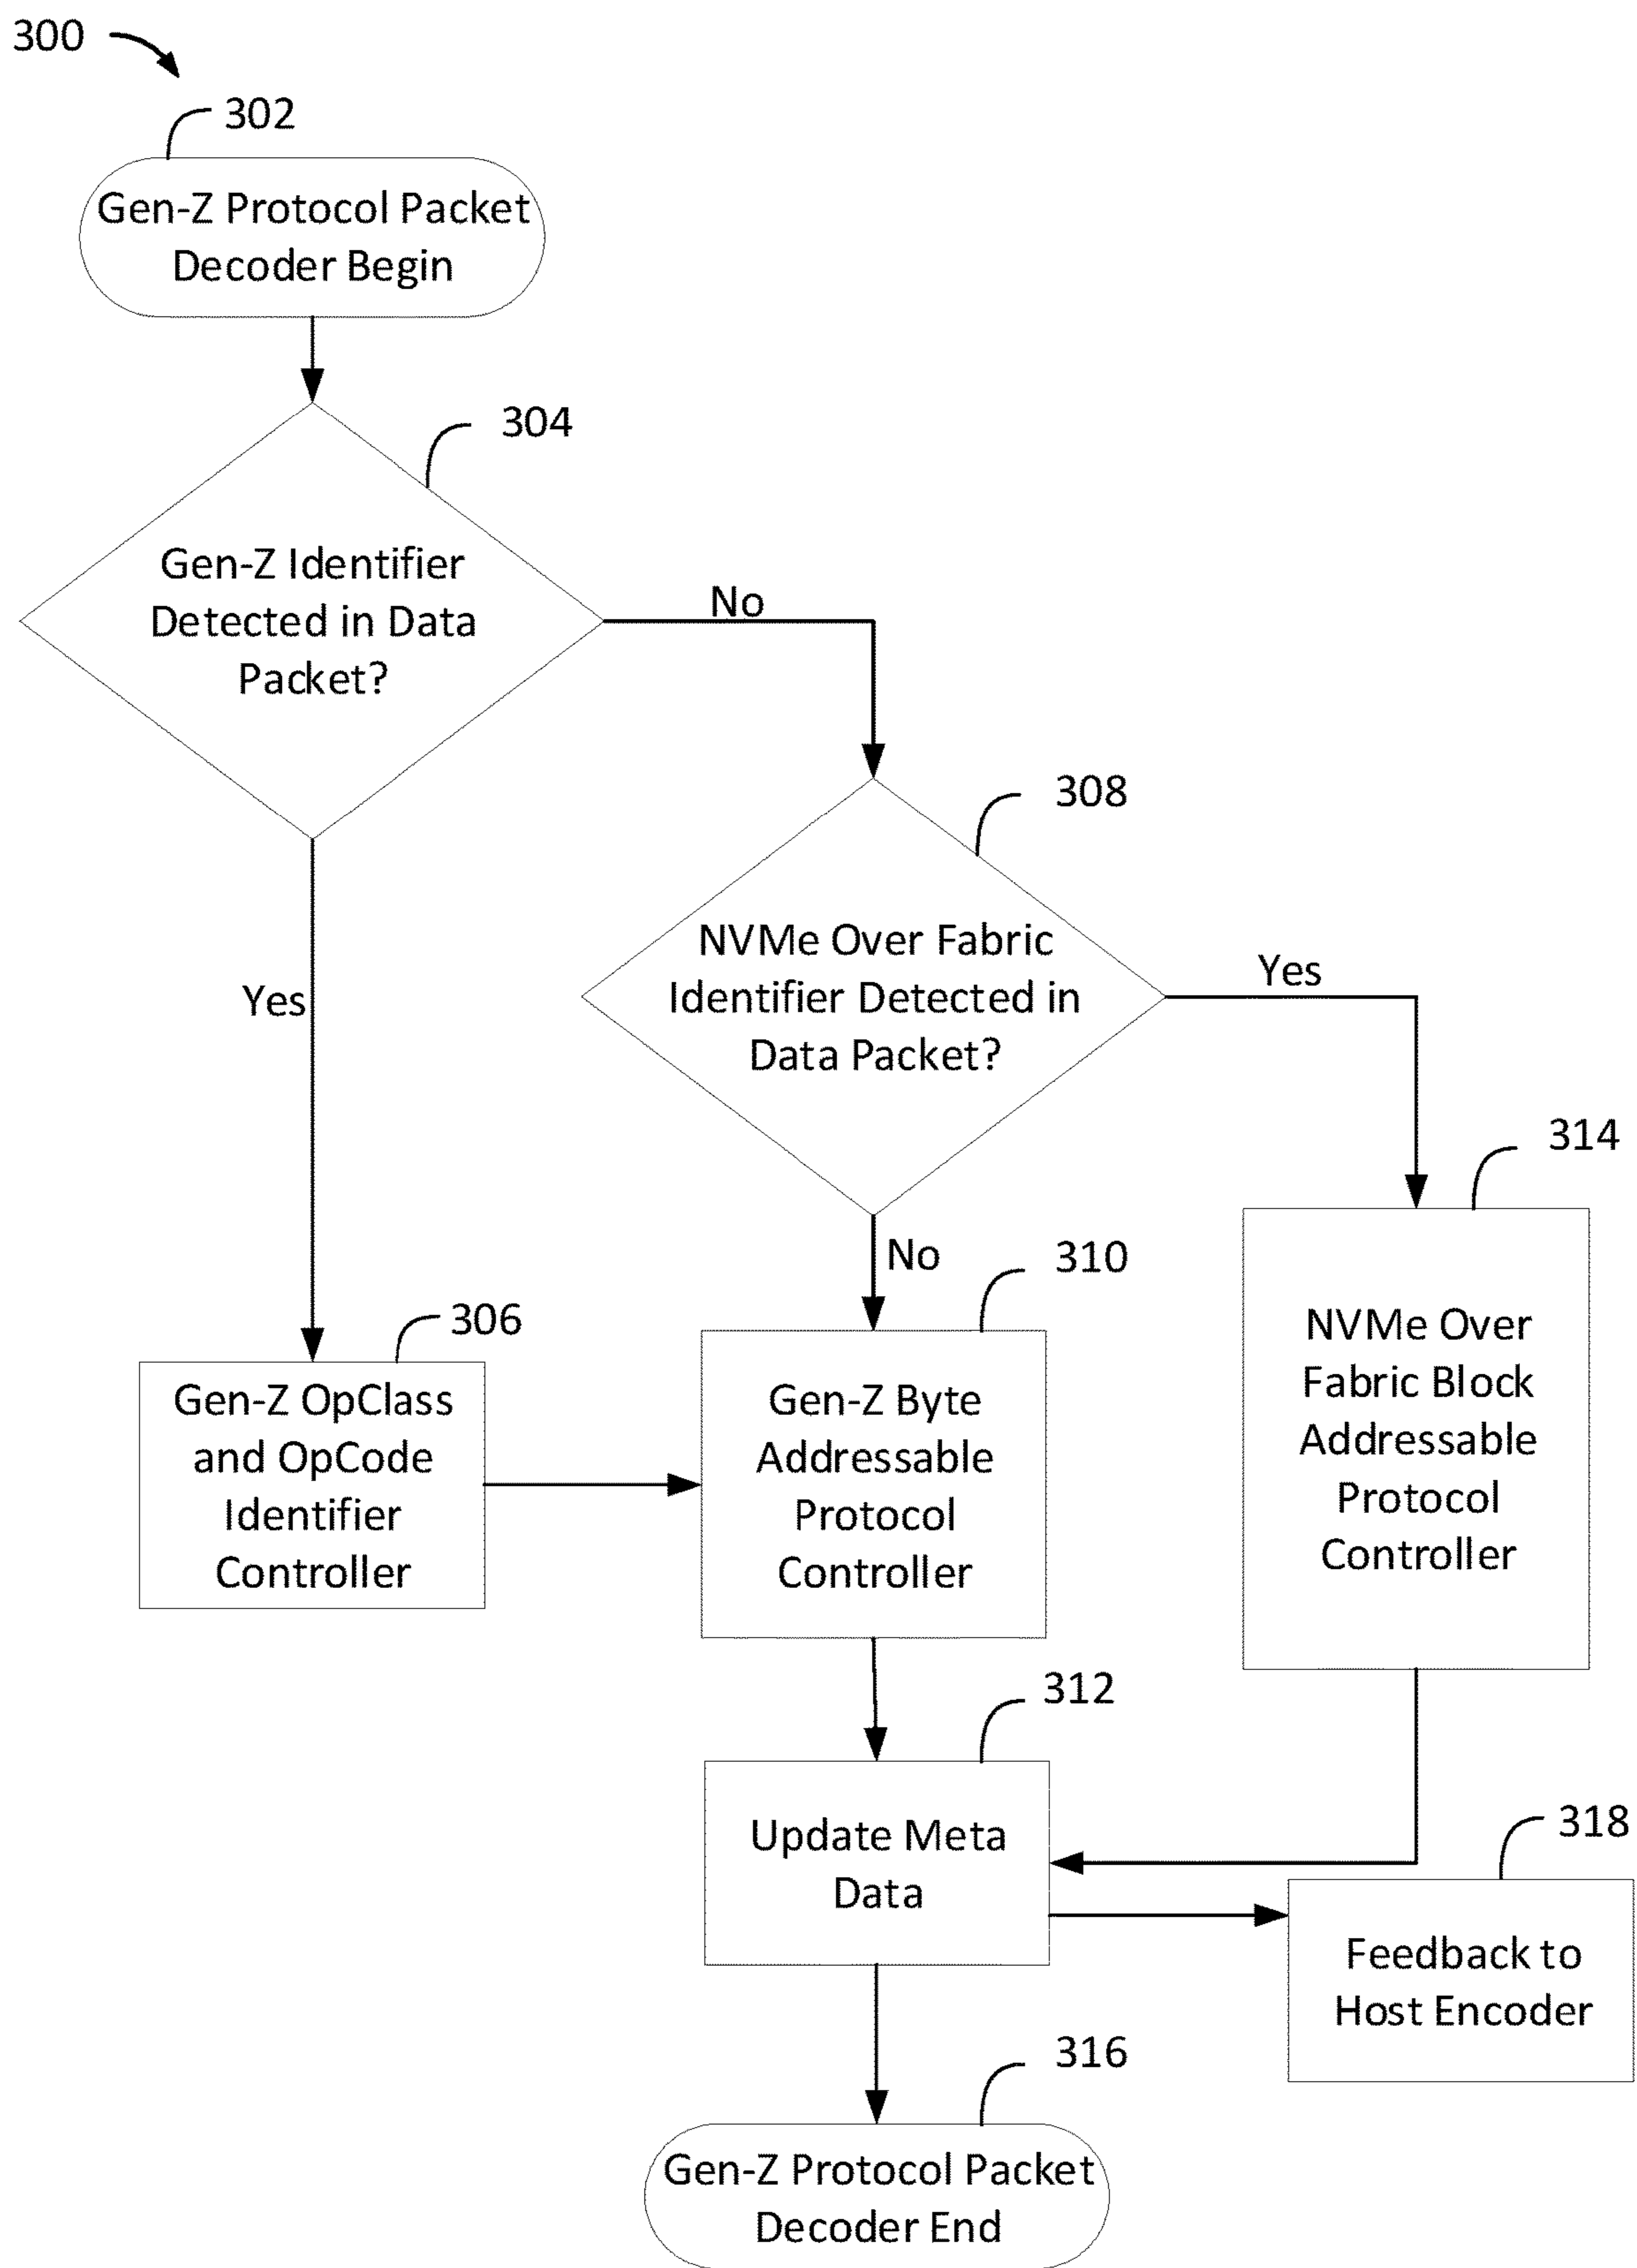 300
302
Gen-Z Protocol Packet
Decoder Begin
304
Gen-Z Identifier
Detected in Data
Packet?
No
308
NVMe Over Fabric
Identifier Detected in
Data Packet?
Yes
Yes
314
No
310
306
Gen-Z OpClass
and OpCode
Identifier
Controller
Gen-Z Byte
Addressable
Protocol
Controller
NVMe Over
Fabric Block
Addressable
Protocol
Controller
312
Update Meta
Data
318
Feedback to
Host Encoder
316
Gen-Z Protocol Packet
Decoder End